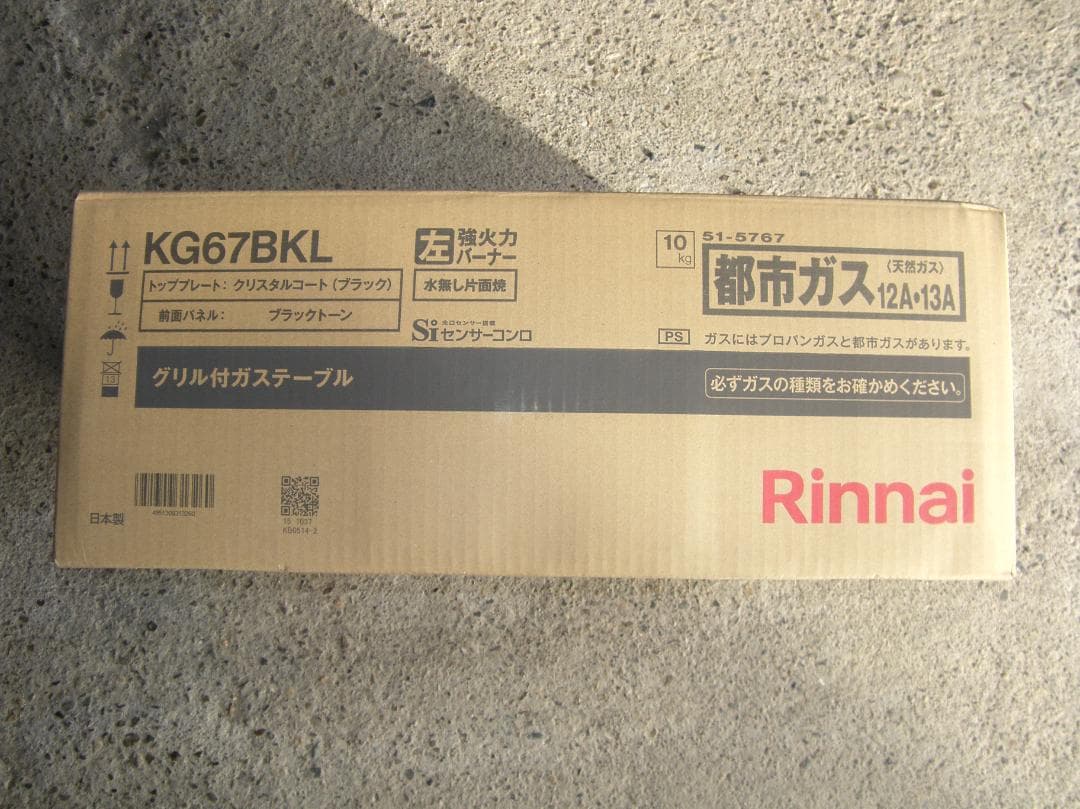 KG67BKL
トッププレート: クリスタルコート(ブラック)
前面パネル: ブラックトーン
左 強火力
バーナー
水無し片面焼
Si センサーコンロ
10
kg
51-5767
都市ガス 〈天然ガス〉
12A・13A
PS ガスにはプロパンガスと都市ガスがあります。
グリル付ガステーブル
必ずガスの種類をお確かめください。
13
日本製
KB0514-2
Rinnai